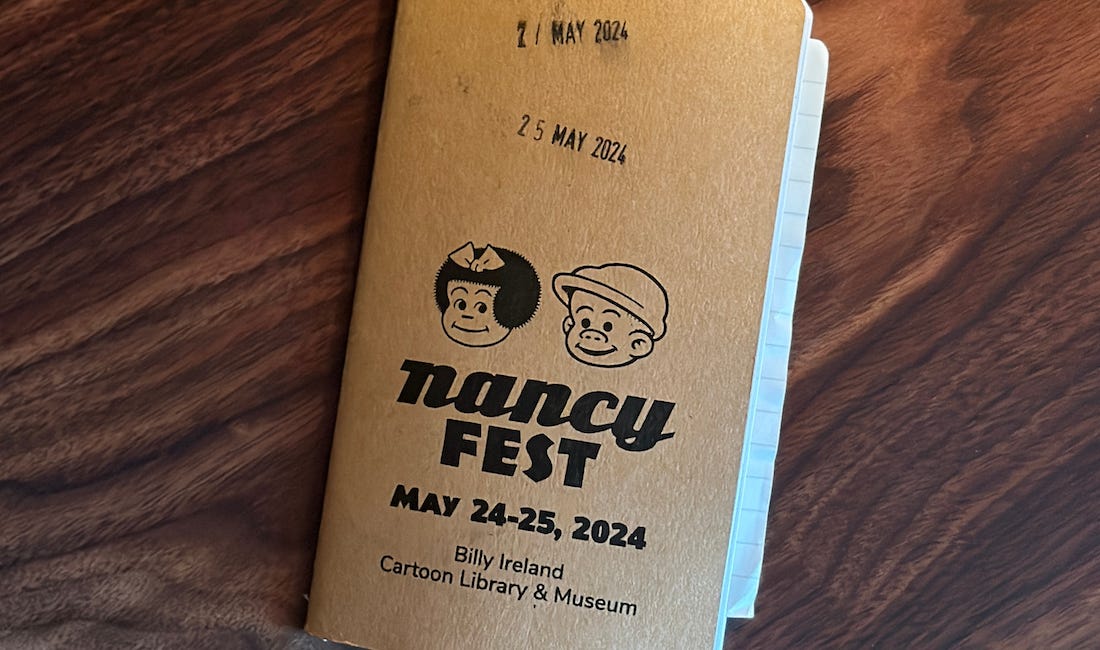 MAY 2024
25 MAY 2024
nancy
FEST
MAY 24-25, 2024
Billy Ireland
Cartoon Library & Museum